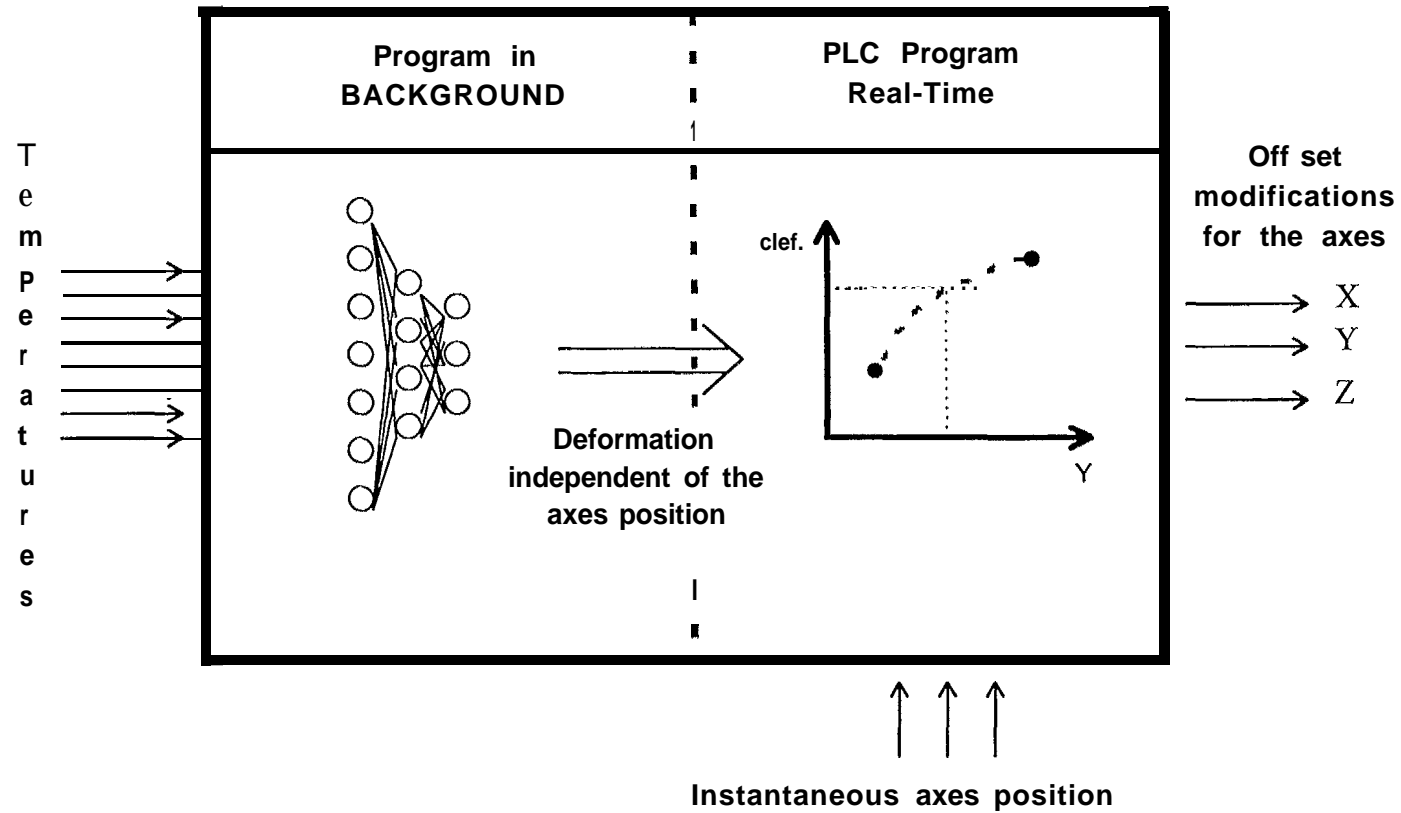 Program in
BACKGROUND
PLC Program
Real-Time
Temperatures
clef.
Y
Deformation
independent of the
axes position
Off set
modifications
for the axes
X
Y
Z
Instantaneous axes position